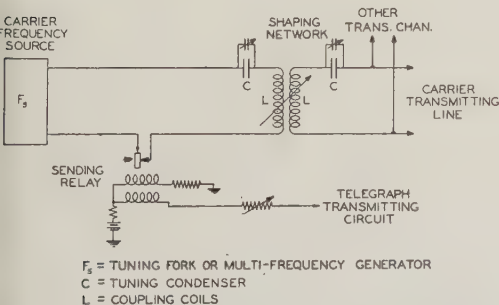 CARRIER
FREQUENCY
SOURCE
SHAPING
NETWORK
OTHER
TRANS. CHAN.
Fs
C
L
L
C
CARRIER
TRANSMITTING
LINE
SENDING
RELAY
TELEGRAPH
TRANSMITTING
CIRCUIT
Fs = TUNING FORK OR MULTI-FREQUENCY GENERATOR
C = TUNING CONDENSER
L = COUPLING COILS